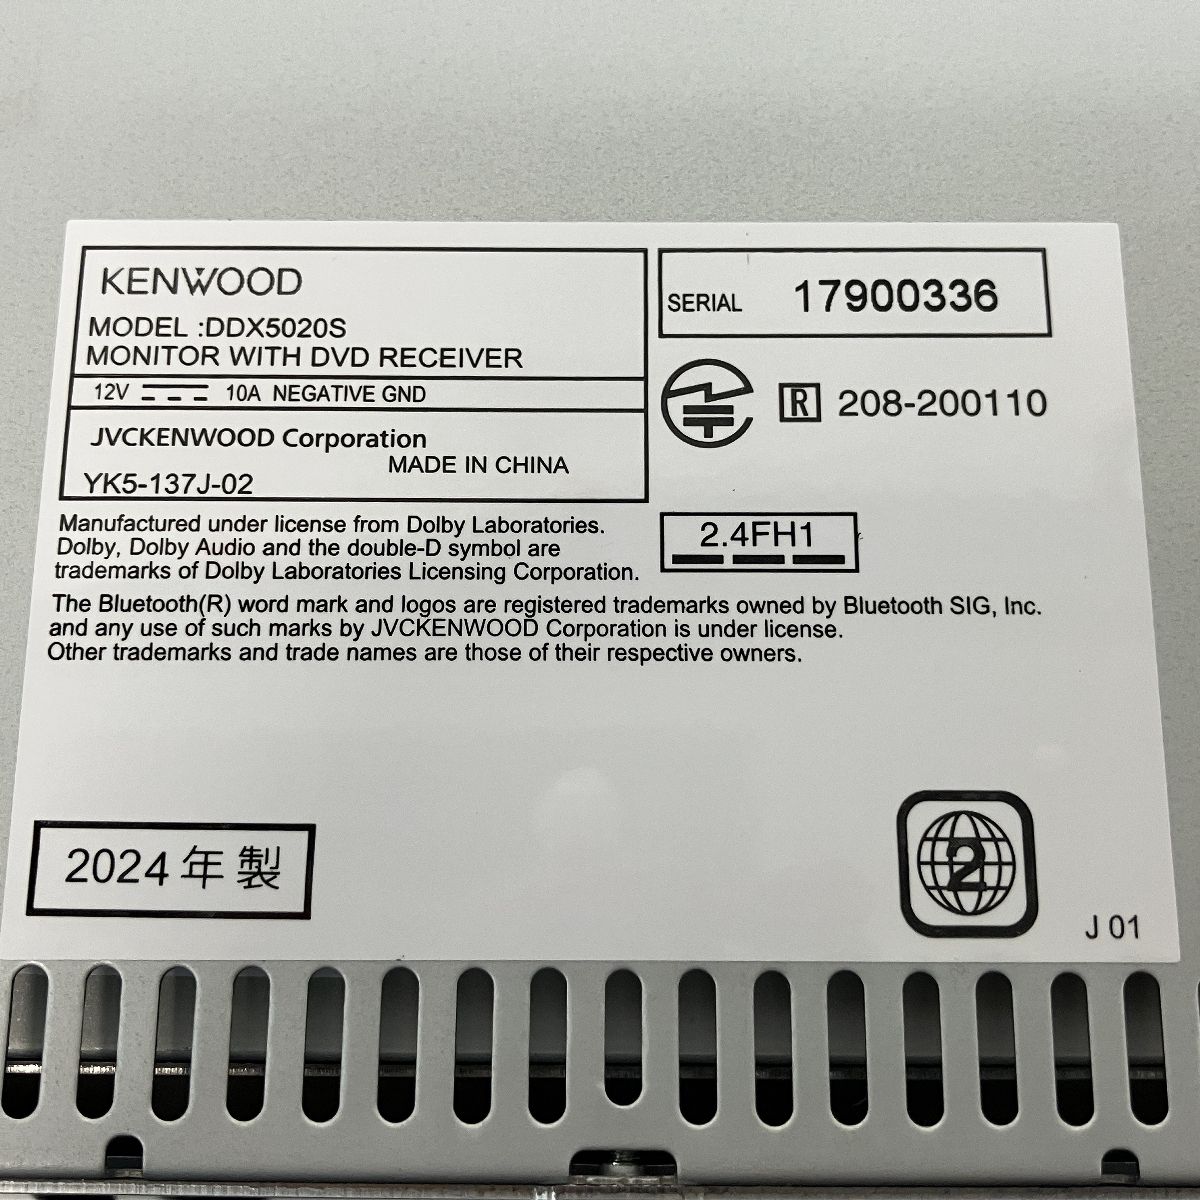 KENWOOD
MODEL :DDX5020S
MONITOR WITH DVD RECEIVER
12V 10A NEGATIVE GND
JVCKENWOOD Corporation
MADE IN CHINA
YK5-137J-02
SERIAL 17900336
R 208-200110
2.4FH1
Manufactured under license from Dolby Laboratories.
Dolby, Dolby Audio and the double-D symbol are
trademarks of Dolby Laboratories Licensing Corporation.
The Bluetooth(R) word mark and logos are registered trademarks owned by Bluetooth SIG, Inc.
and any use of such marks by JVCKENWOOD Corporation is under license.
Other trademarks and trade names are those of their respective owners.
2024年製
2
J 01